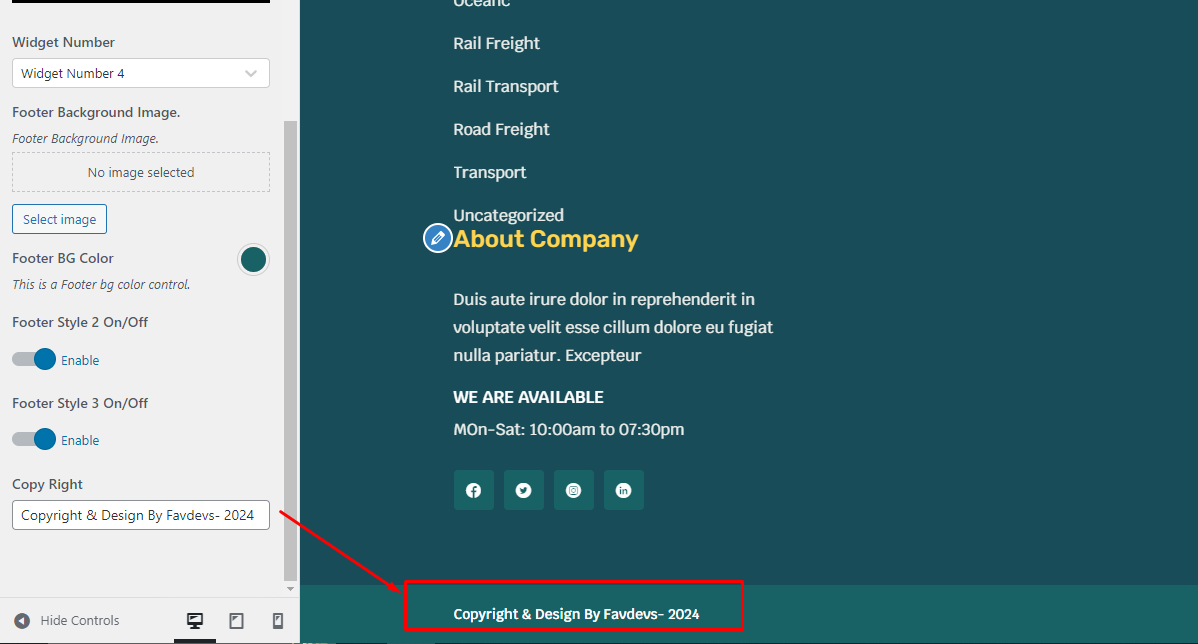 Widget Number
Widget Number 4
Footer Background Image.
Footer Background Image.
No image selected
Select image
Footer BG Color
This is a Footer bg color control.
Footer Style 2 On/Off
Enable
Footer Style 3 On/Off
Enable
Copy Right
Copyright & Design By Favdevs- 2024
Hide Controls
Oceanic
Rail Freight
Rail Transport
Road Freight
Transport
Uncategorized
About Company
Duis aute irure dolor in reprehenderit in
voluptate velit esse cillum dolore eu fugiat
nulla pariatur. Excepteur
WE ARE AVAILABLE
MOn-Sat: 10:00am to 07:30pm
Copyright & Design By Favdevs- 2024